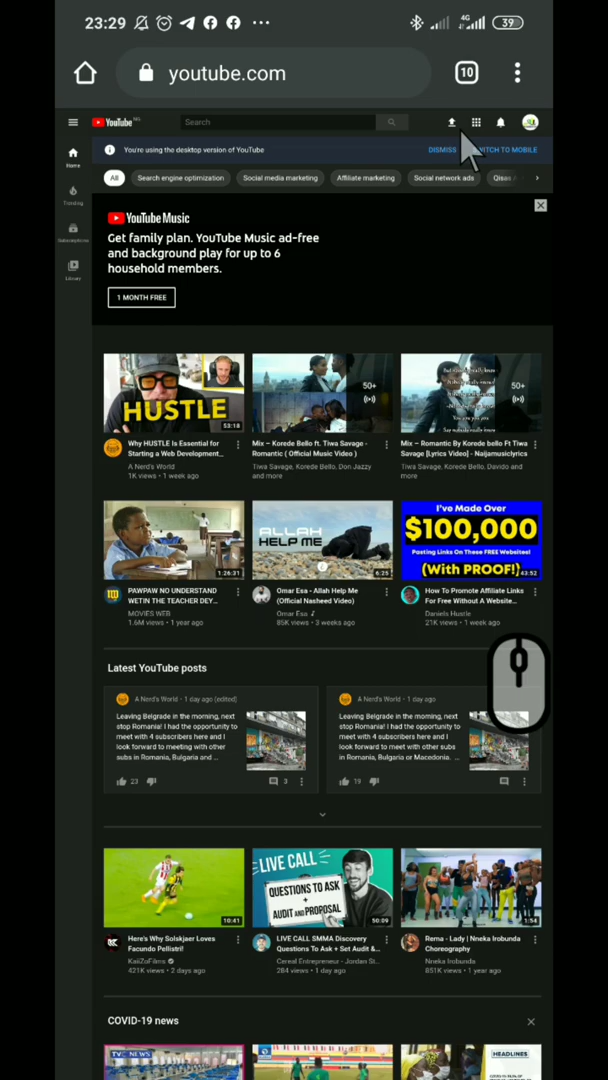 23:29
4G
39
youtube.com
10
YouTube NG
Search
You're using the desktop version of YouTube
DISMISS
SWITCH TO MOBILE
Home
Trending
Subscriptions
Library
All
Search engine optimization
Social media marketing
Affiliate marketing
Social network ads
YouTube Music
Get family plan. YouTube Music ad-free
and background play for up to 6
household members.
1 MONTH FREE
HUSTLE
53:18
50+
50+
Why HUSTLE Is Essential for
Starting a Web Development...
A Nerd's World
1K views • 1 week ago
Mix – Korede Bello ft. Tiwa Savage -
Romantic ( Official Music Video )
Tiwa Savage, Korede Bello, Don Jazzy
and more
Mix – Romantic By Korede bello Ft Tiwa
Savage [Lyrics Video] - Naijamusiclyrics
Tiwa Savage, Korede Bello, Davido and
more
1:26:31
ALLAH
HELP ME
6:25
I've Made Over
$100,000
Posting Links On These FREE Websites!
(With PROOF!)
43:52
PAWPAW NO UNDERSTAND
WETIN THE TEACHER DEY...
MOVIES WEB
1.6M views • 1 year ago
Omar Esa - Allah Help Me
(Official Nasheed Video)
Omar Esa
85K views • 3 weeks ago
How To Promote Affiliate Links
For Free Without A Website...
Daniels Hustle
21K views • 1 week ago
Latest YouTube posts
A Nerd's World • 1 day ago (edited)
Leaving Belgrade in the morning, next
stop Romania! I had the opportunity to
meet with 4 subscribers here and I
look forward to meeting with other
subs in Romania, Bulgaria and ...
23
3
A Nerd's World • 1 day ago
Leaving Belgrade in the morning, next
stop Romania! I had the opportunity to
meet with 4 subscribers here and I
look forward to meeting with other
subs in Romania, Bulgaria or Macedonia. ...
19
10:41
LIVE CALL
QUESTIONS TO ASK
+
AUDIT AND PROPOSAL
50:09
1:54
Here's Why Solskjaer Loves
Facundo Pellistri!
KaiiZoFilms
421K views • 2 days ago
LIVE CALL SMMA Discovery
Questions To Ask + Set Audit &...
Cereal Entrepreneur - Jordan St...
284 views • 1 day ago
Rema - Lady | Nneka Irobunda
Choreography
Nneka Irobunda
851K views • 1 year ago
COVID-19 news
TVC NEWS
HEADLINES